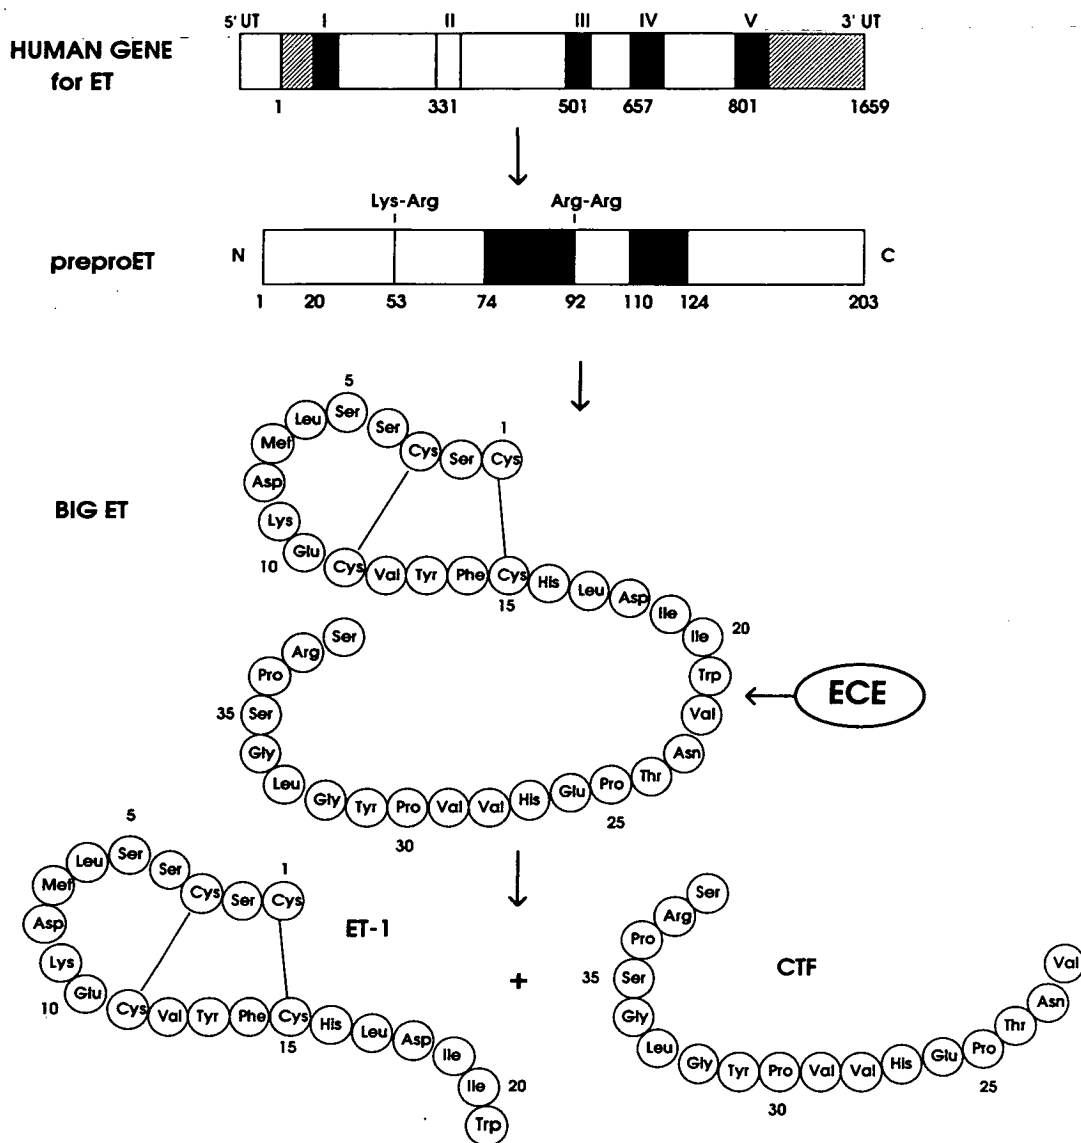 5' UT I II III IV V 3' UT
HUMAN GENE
for ET
1 331 501 657 801 1659
Lys-Arg Arg-Arg
preproET
N C
1 20 53 74 92 110 124 203
BIG ET
5
1
Cys Ser Cys Ser Ser Leu Met Asp Lys Glu Cys Val Tyr Phe Cys His Leu Asp Ile Ile Trp Val Asn Thr Pro Glu His Val Val Pro Tyr Gly Leu Gly Ser Pro Arg Ser
10
15
20
25
30
35
ECE
ET-1
5
1
Cys Ser Cys Ser Ser Leu Met Asp Lys Glu Cys Val Tyr Phe Cys His Leu Asp Ile Ile Trp
10
15
20
+
CTF
Val Asn Thr Pro Glu His Val Val Pro Tyr Gly Leu Gly Ser Pro Arg Ser
25
30
35